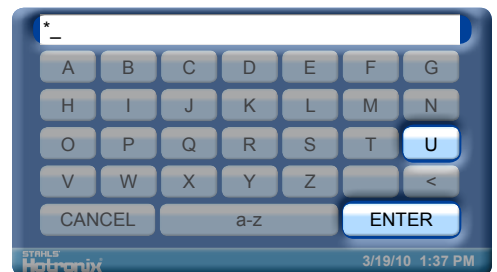 *_
A B C D E F G
H I J K L M N
O P Q R S T U
V W X Y Z <
CANCEL a-z ENTER
STAHLS'
Hotronix 3/19/10 1:37 PM